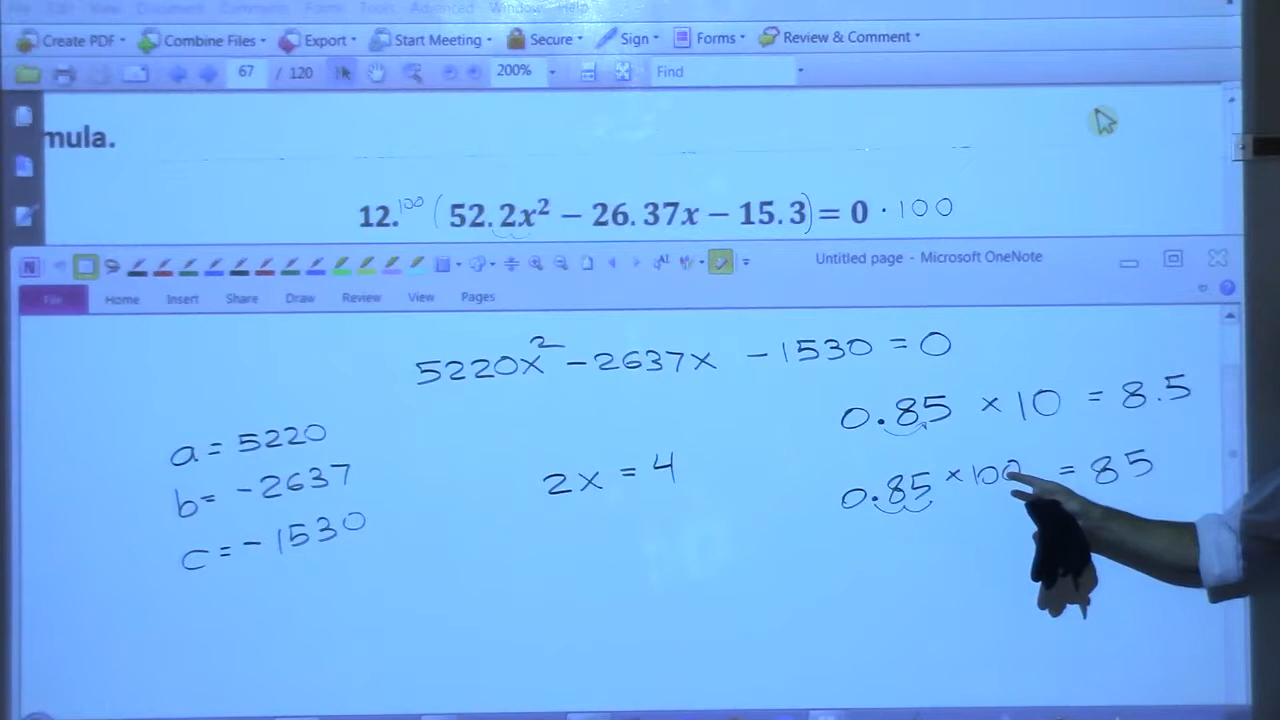 Advanced Window Help
Create PDF Combine Files Export Start Meeting Secure Sign Forms Review & Comment
67 / 120 200% Find
mula.
12. 100 (52.2x² − 26.37x − 15.3) = 0 · 100
Untitled page - Microsoft OneNote
File Home Insert Share Draw Review View Pages
5220x² − 2637x − 1530 = 0
0.85 × 10 = 8.5
a = 5220
b = -2637
c = -1530
2x = 4
0.85 × 100 = 85